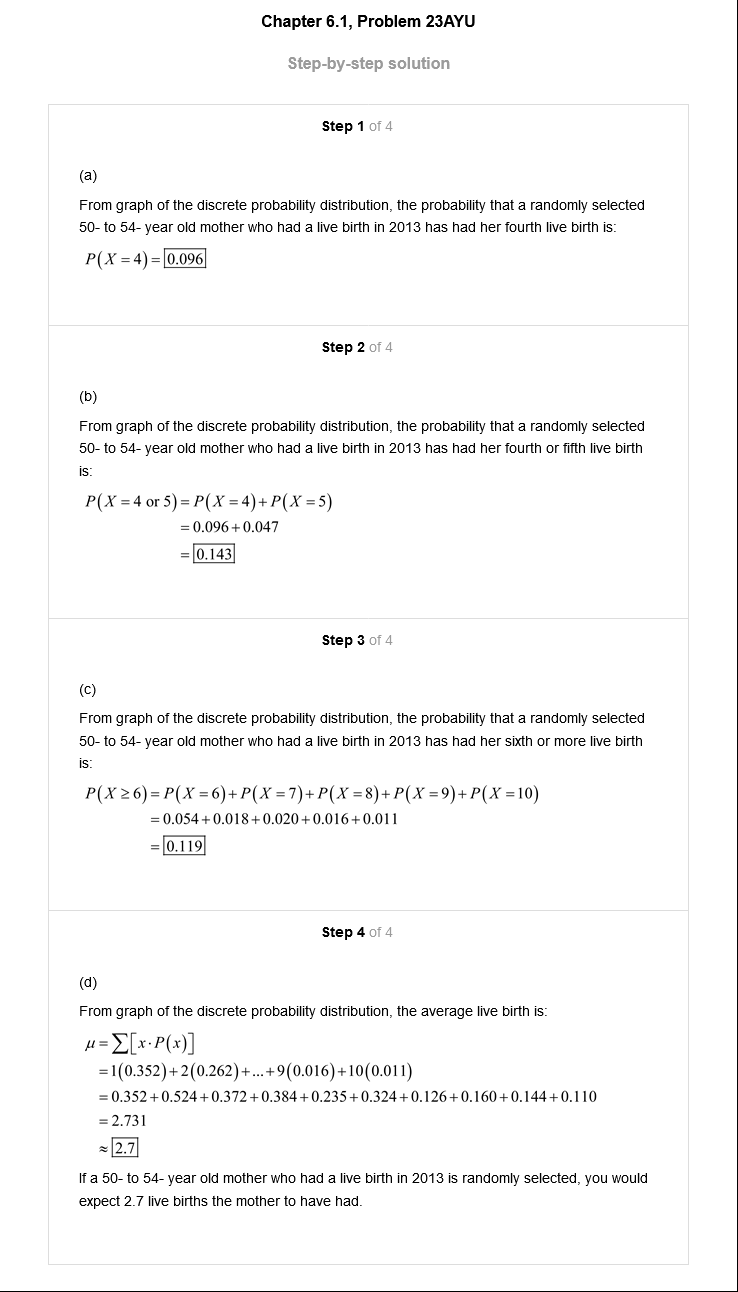 Chapter 6.1, Problem 23AYU
Step-by-step solution
Step 1 of 4
(a)
From graph of the discrete probability distribution, the probability that a randomly selected
50- to 54- year old mother who had a live birth in 2013 has had her fourth live birth is:
P(X = 4) = 0.096
Step 2 of 4
(b)
From graph of the discrete probability distribution, the probability that a randomly selected
50- to 54- year old mother who had a live birth in 2013 has had her fourth or fifth live birth
is:
P(X = 4 or 5) = P(X = 4) + P(X = 5)
= 0.096 + 0.047
= 0.143
Step 3 of 4
(c)
From graph of the discrete probability distribution, the probability that a randomly selected
50- to 54- year old mother who had a live birth in 2013 has had her sixth or more live birth
is:
P(X ≥ 6) = P(X = 6) + P(X = 7) + P(X = 8) + P(X = 9) + P(X = 10)
= 0.054 + 0.018 + 0.020 + 0.016 + 0.011
= 0.119
Step 4 of 4
(d)
From graph of the discrete probability distribution, the average live birth is:
μ = ∑[x · P(x)]
= 1(0.352) + 2(0.262) + ... + 9(0.016) + 10(0.011)
= 0.352 + 0.524 + 0.372 + 0.384 + 0.235 + 0.324 + 0.126 + 0.160 + 0.144 + 0.110
= 2.731
≈ 2.7
If a 50- to 54- year old mother who had a live birth in 2013 is randomly selected, you would
expect 2.7 live births the mother to have had.